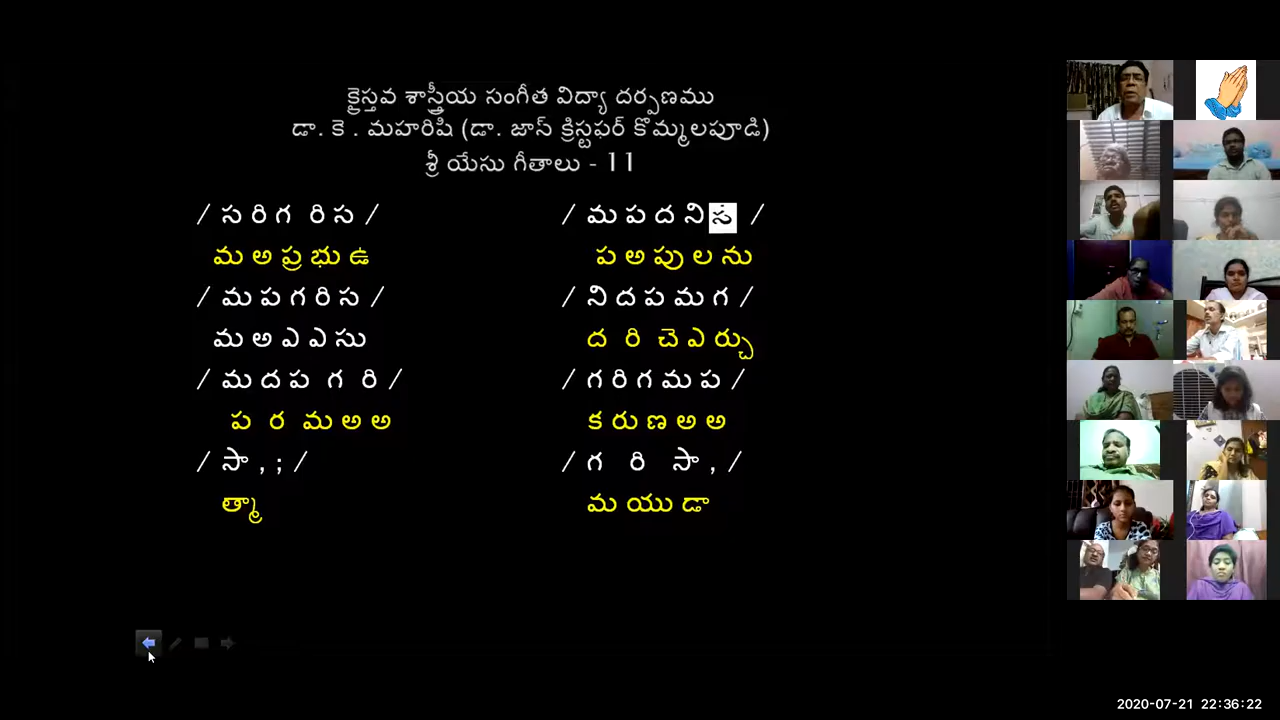 కైస్తవ శాస్త్రీయ సంగీత విద్యా దర్పణము
డా. కె . మహరిషి (డా. జాస్ క్రిస్టఫర్ కొమ్మలపూడి)
శ్రీ యేసు గీతాలు - 11
/ స రి గ రి స / / మ ప ద ని సం /
మ అ ప్ర భు ఉ ప అ పు ల ను
/ మ ప గ రి స / / ని ద ప మ గ /
మ అ ఎ ఎ సు ద రి చె ఎ ర్చు
/ మ ద ప గ రి / / గ రి గ మ ప /
ప ర మ అ అ క రు ణ అ అ
/ సా , ; / / గ రి సా , /
త్మా మ యు డా
2020-07-21 22:36:22